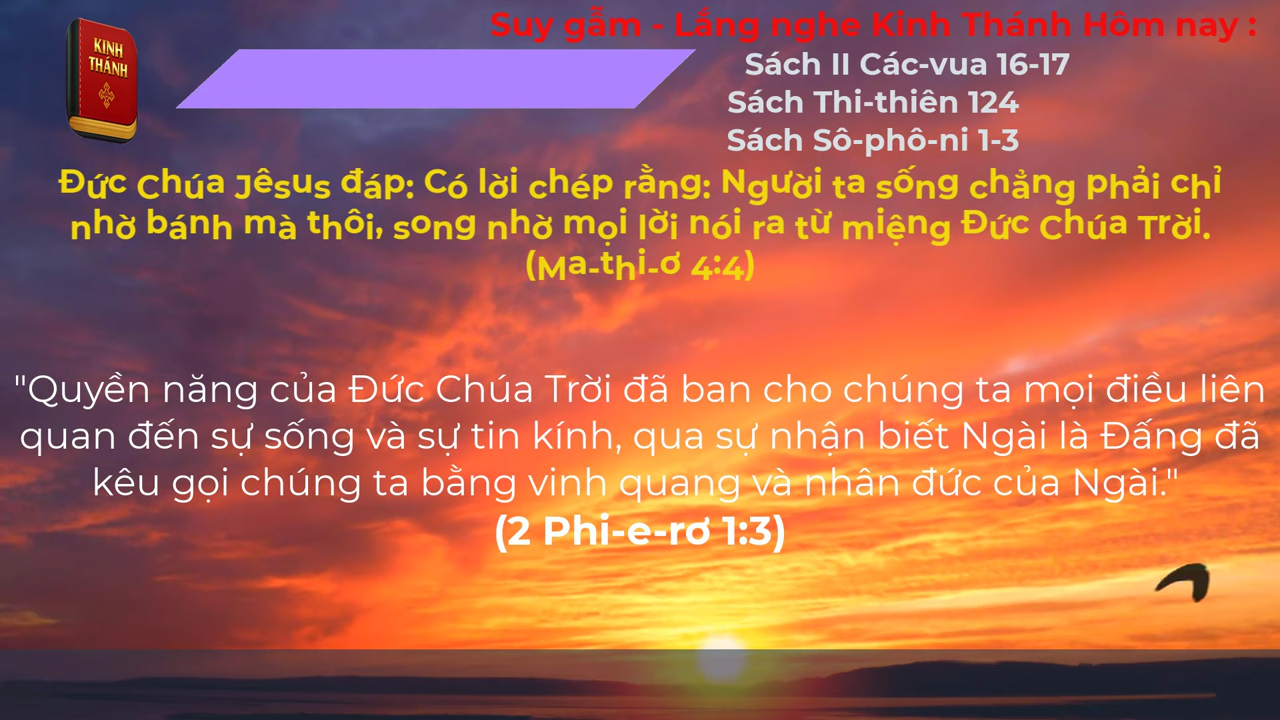 Suy gẫm - Lắng nghe Kinh Thánh Hôm nay :
KINH
THÁNH
Sách II Các-vua 16-17
Sách Thi-thiên 124
Sách Sô-phô-ni 1-3
Đức Chúa Jêsus đáp: Có lời chép rằng: Người ta sống chẳng phải chỉ
nhờ bánh mà thôi, song nhờ mọi lời nói ra từ miệng Đức Chúa Trời.
(Ma-thi-ơ 4:4)
"Quyền năng của Đức Chúa Trời đã ban cho chúng ta mọi điều liên
quan đến sự sống và sự tin kính, qua sự nhận biết Ngài là Đấng đã
kêu gọi chúng ta bằng vinh quang và nhân đức của Ngài."
(2 Phi-e-rơ 1:3)